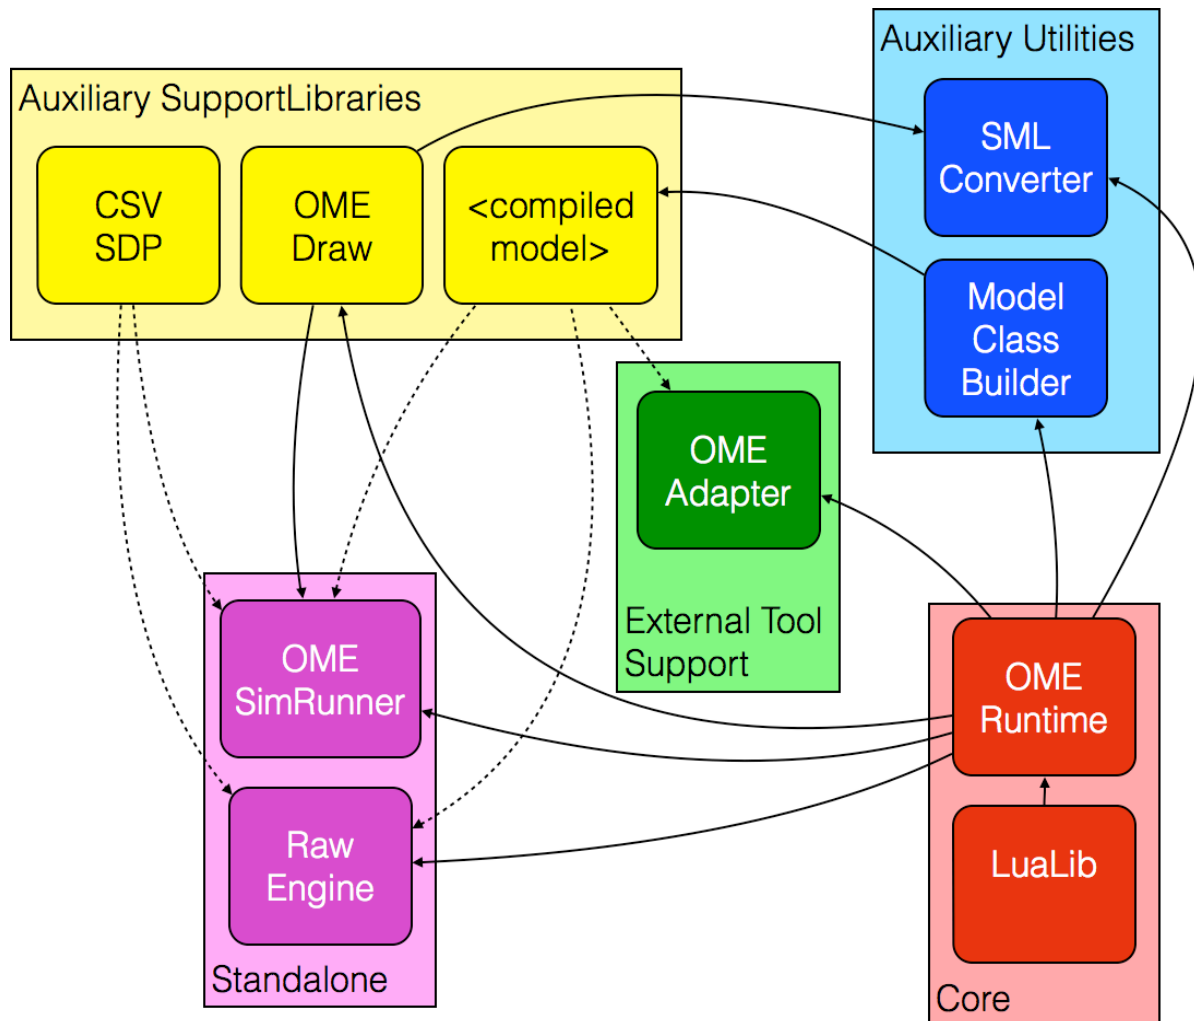 Auxiliary Utilities
Auxiliary SupportLibraries
SML
Converter
CSV
SDP
OME
Draw
<compiled
model>
Model
Class
Builder
OME
Adapter
External Tool
Support
OME
SimRunner
OME
Runtime
Raw
Engine
LuaLib
Standalone
Core